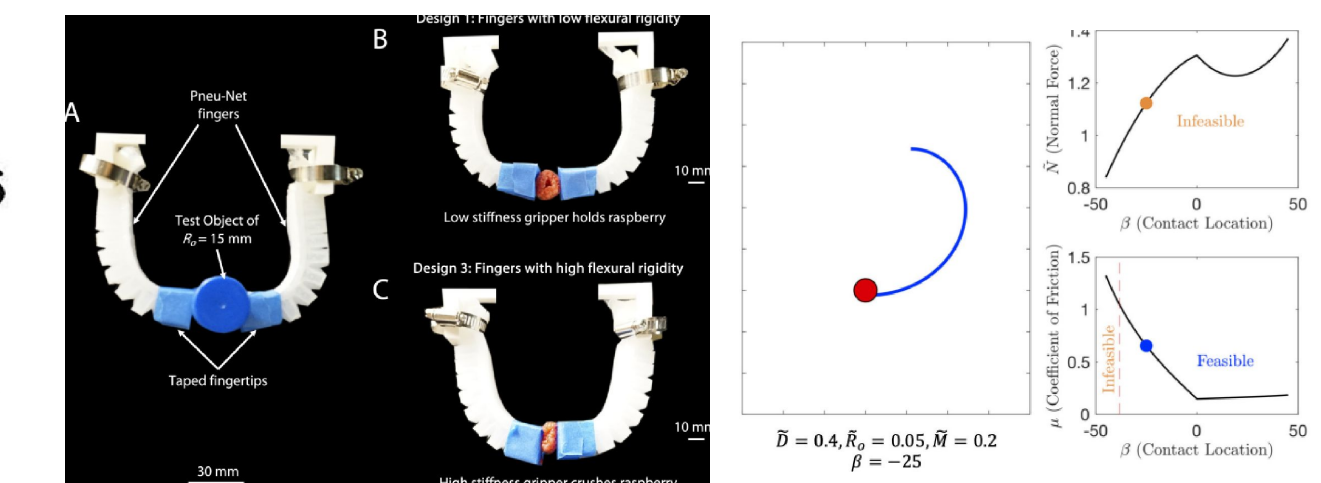 A
Pneu-Net
fingers
Test Object of
Rₒ = 15 mm
Taped fingertips
30 mm
Design 1: Fingers with low flexural rigidity
B
10 mm
Low stiffness gripper holds raspberry
Design 3: Fingers with high flexural rigidity
C
10 mm
High stiffness gripper crushes raspberry
D̃ = 0.4, R̃ₒ = 0.05, M̃ = 0.2
β = −25
Ñ (Normal Force)
1.4
1.2
1
0.8
Infeasible
-50 0 50
β (Contact Location)
μ (Coefficient of Friction)
1.5
1
0.5
0
Infeasible
Feasible
-50 0 50
β (Contact Location)